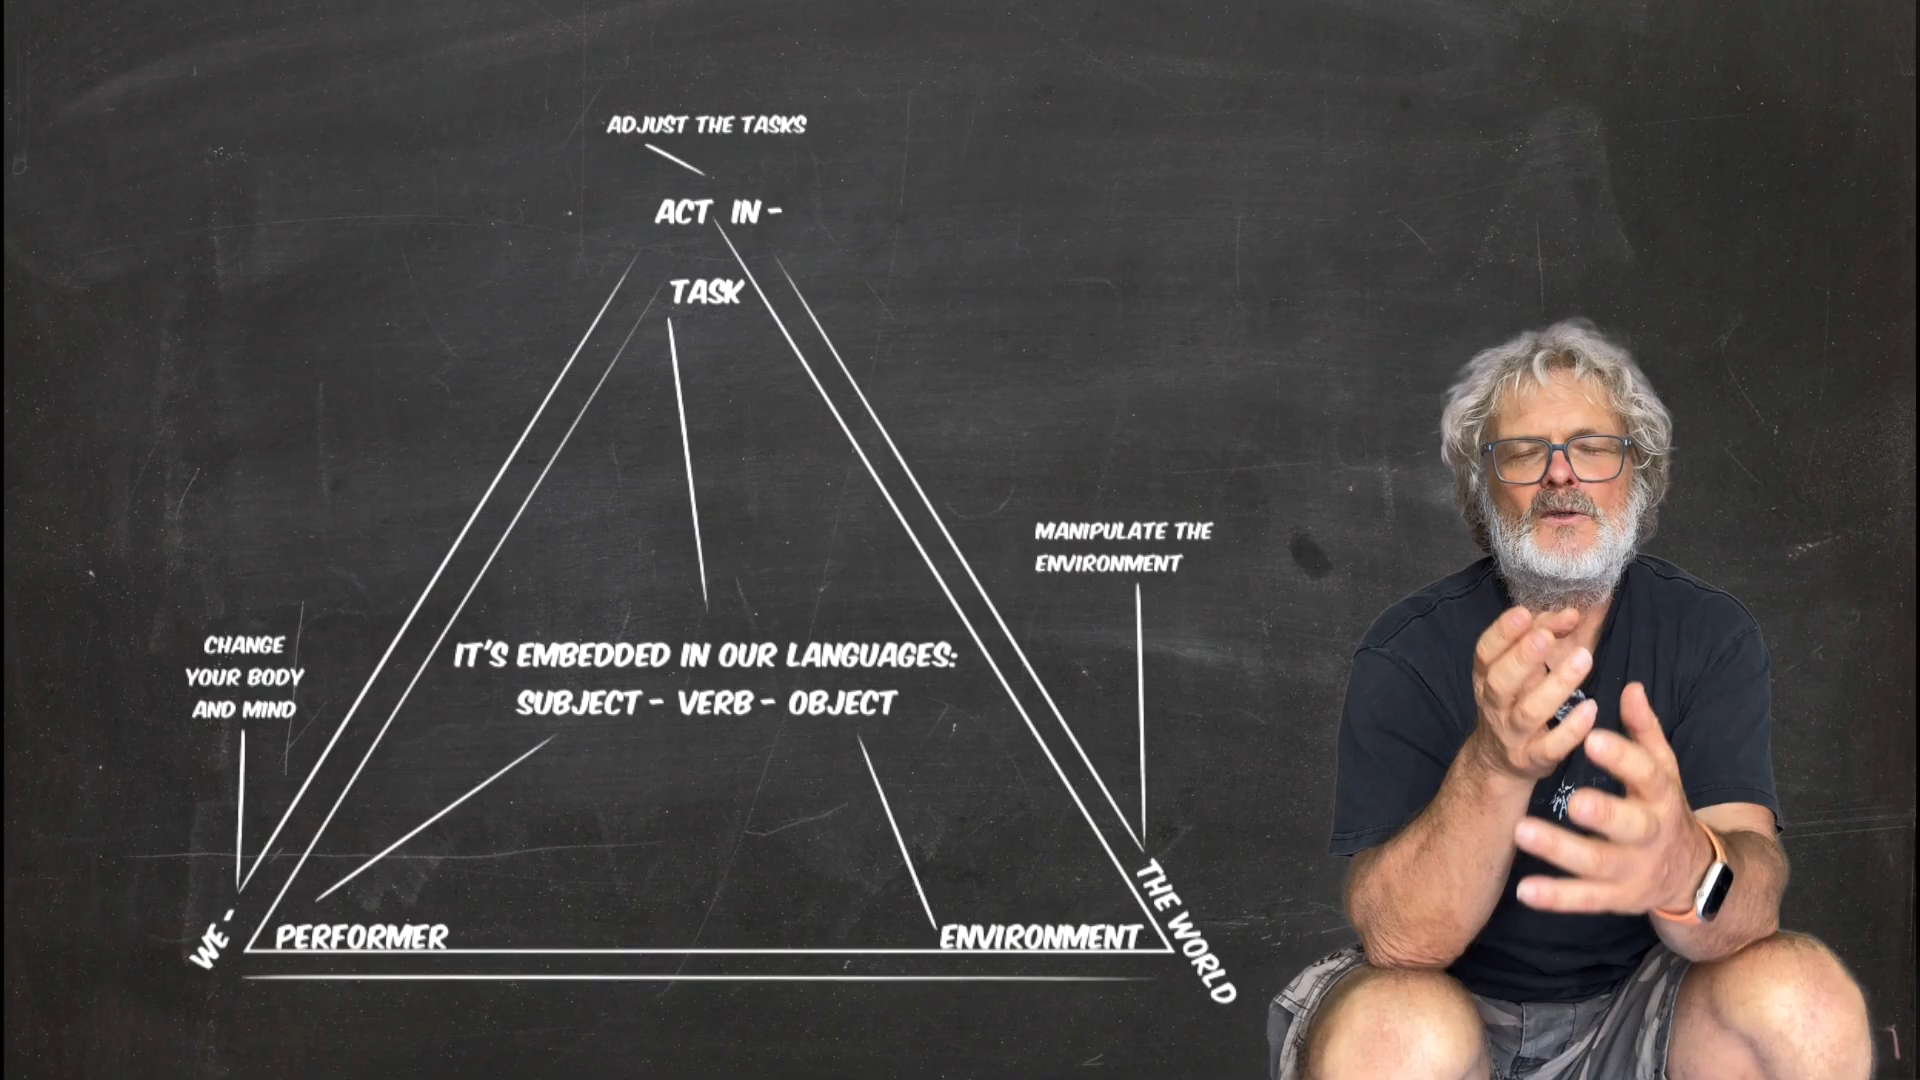 ADJUST THE TASKS
ACT IN -
TASK
MANIPULATE THE
ENVIRONMENT
CHANGE
YOUR BODY
AND MIND
IT'S EMBEDDED IN OUR LANGUAGES:
SUBJECT - VERB - OBJECT
WE -
PERFORMER
ENVIRONMENT
THE WORLD